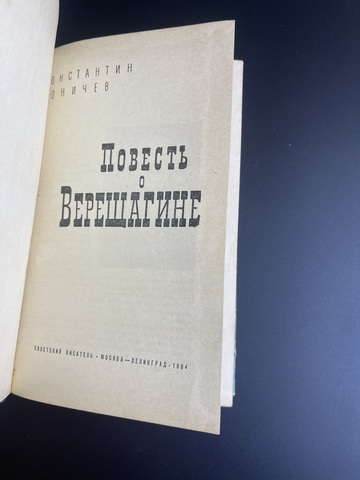 ОНСТАНТИН
ОНИЧЕВ
ПОВЕСТЬ
О
ВЕРЕЩАГИНЕ
СОВЕТСКИЙ ПИСАТЕЛЬ • МОСКВА—ЛЕНИНГРАД • 1964